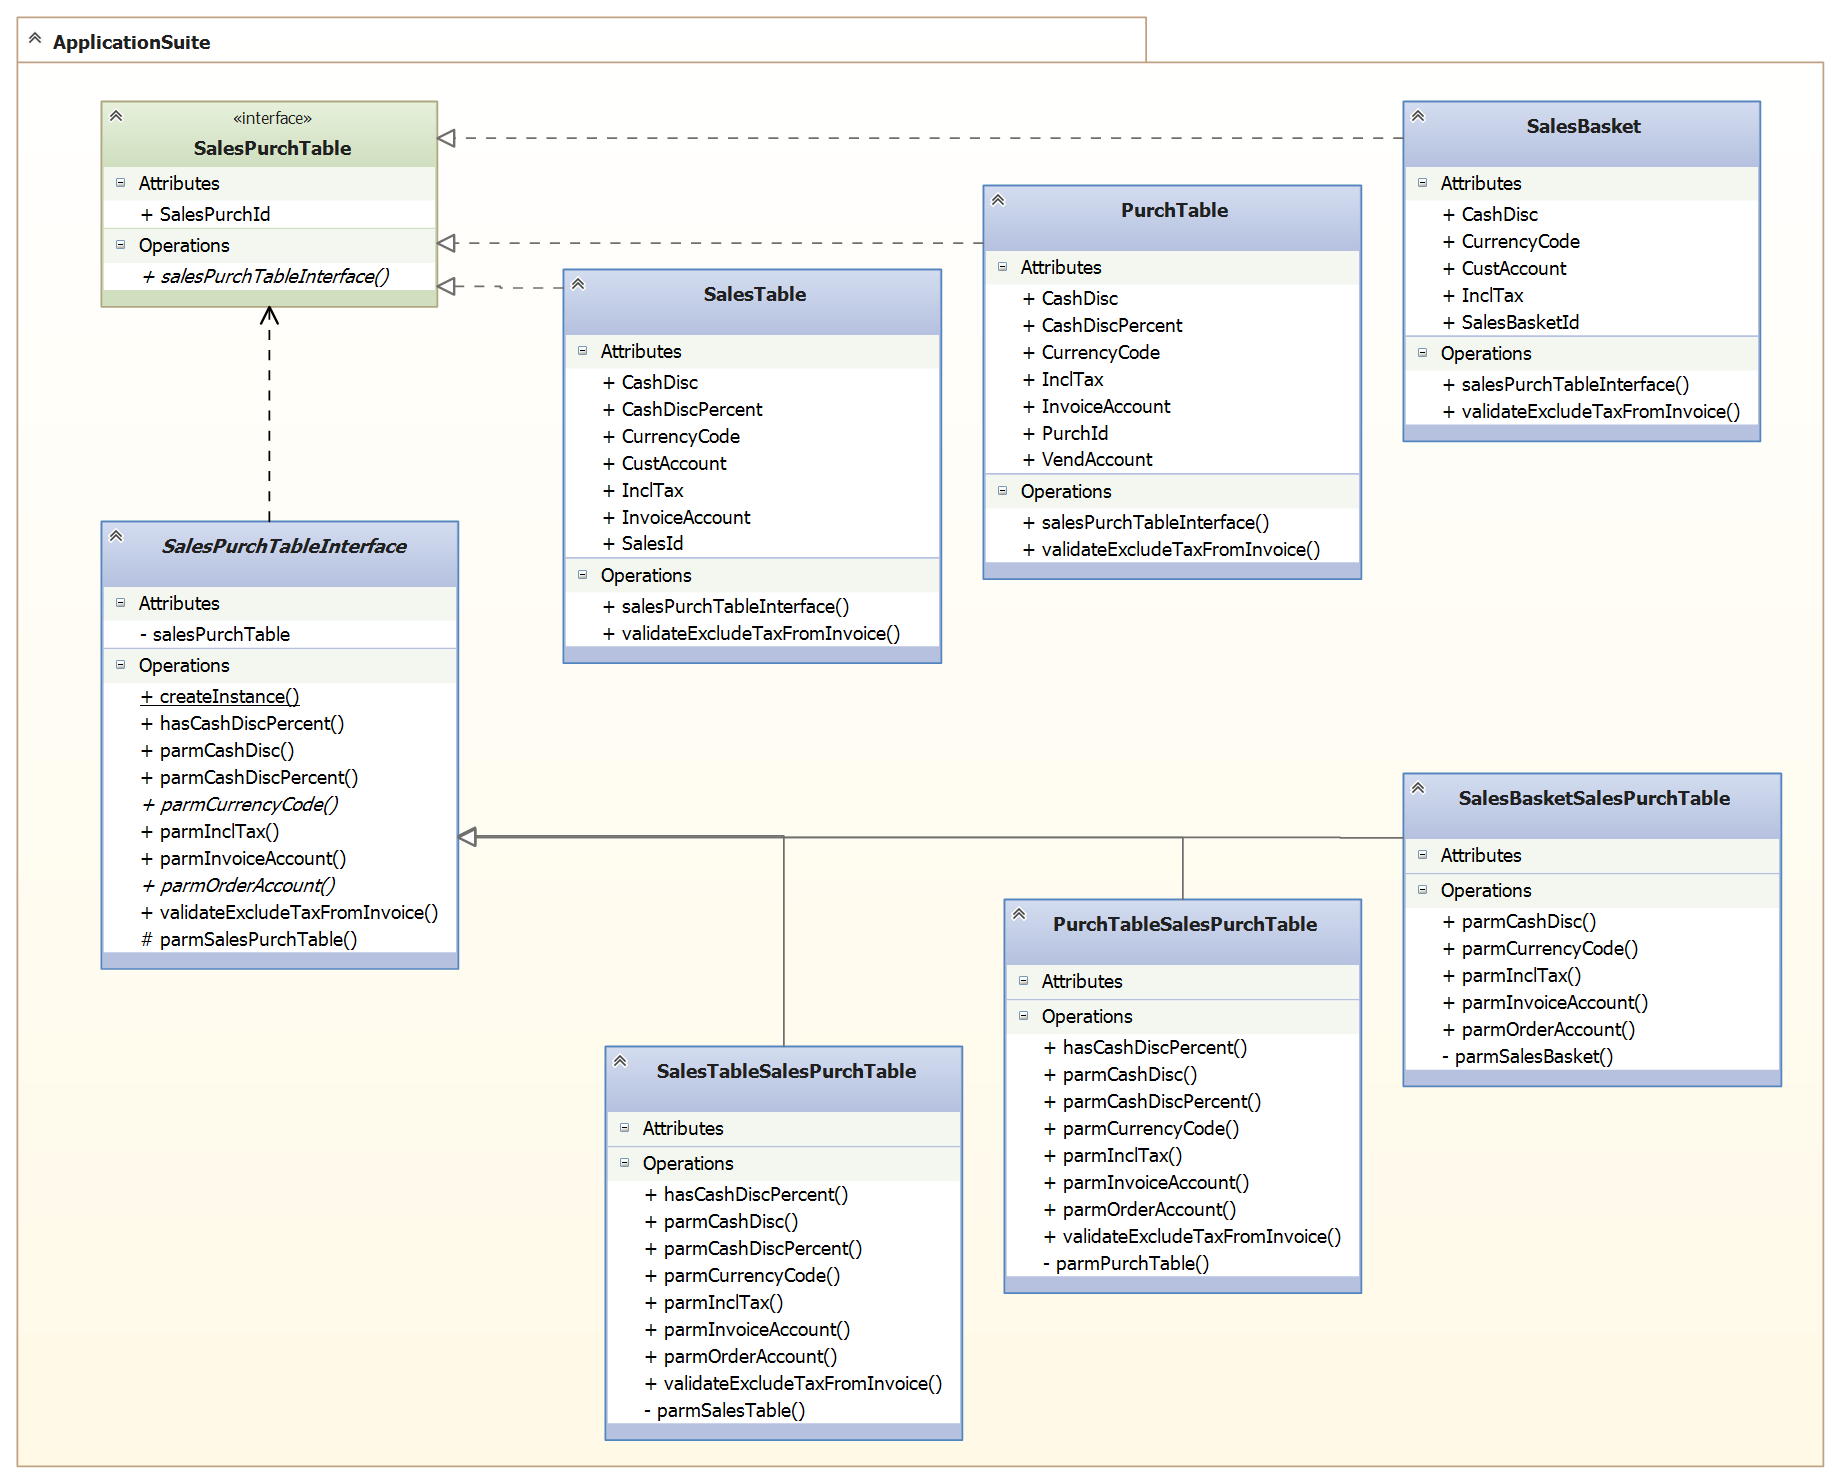 ApplicationSuite
«interface»
SalesPurchTable
Attributes
+ SalesPurchId
Operations
+ salesPurchTableInterface()
SalesBasket
Attributes
+ CashDisc
+ CurrencyCode
+ CustAccount
+ InclTax
+ SalesBasketId
Operations
+ salesPurchTableInterface()
+ validateExcludeTaxFromInvoice()
PurchTable
Attributes
+ CashDisc
+ CashDiscPercent
+ CurrencyCode
+ InclTax
+ InvoiceAccount
+ PurchId
+ VendAccount
Operations
+ salesPurchTableInterface()
+ validateExcludeTaxFromInvoice()
SalesTable
Attributes
+ CashDisc
+ CashDiscPercent
+ CurrencyCode
+ CustAccount
+ InclTax
+ InvoiceAccount
+ SalesId
Operations
+ salesPurchTableInterface()
+ validateExcludeTaxFromInvoice()
SalesPurchTableInterface
Attributes
- salesPurchTable
Operations
+ createInstance()
+ hasCashDiscPercent()
+ parmCashDisc()
+ parmCashDiscPercent()
+ parmCurrencyCode()
+ parmInclTax()
+ parmInvoiceAccount()
+ parmOrderAccount()
+ validateExcludeTaxFromInvoice()
# parmSalesPurchTable()
SalesBasketSalesPurchTable
Attributes
Operations
+ parmCashDisc()
+ parmCurrencyCode()
+ parmInclTax()
+ parmInvoiceAccount()
+ parmOrderAccount()
- parmSalesBasket()
PurchTableSalesPurchTable
Attributes
Operations
+ hasCashDiscPercent()
+ parmCashDisc()
+ parmCashDiscPercent()
+ parmCurrencyCode()
+ parmInclTax()
+ parmInvoiceAccount()
+ parmOrderAccount()
+ validateExcludeTaxFromInvoice()
- parmPurchTable()
SalesTableSalesPurchTable
Attributes
Operations
+ hasCashDiscPercent()
+ parmCashDisc()
+ parmCashDiscPercent()
+ parmCurrencyCode()
+ parmInclTax()
+ parmInvoiceAccount()
+ parmOrderAccount()
+ validateExcludeTaxFromInvoice()
- parmSalesTable()